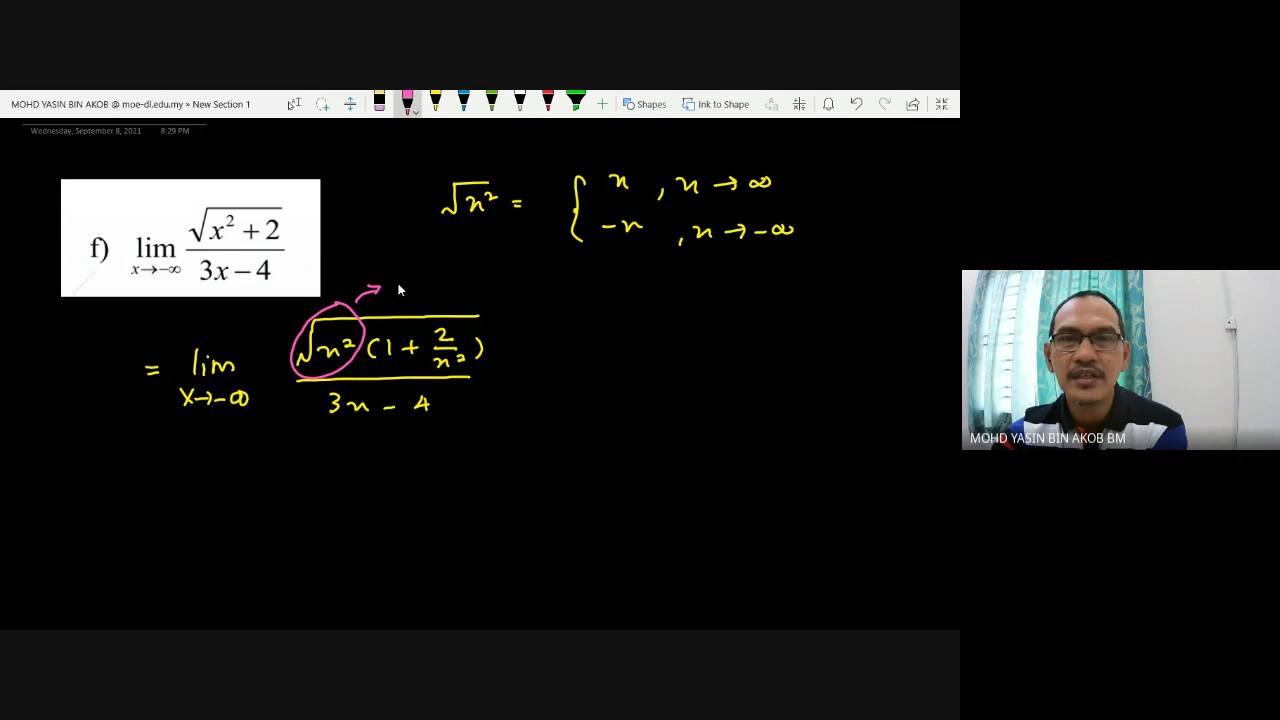 MOHD YASIN BIN AKOB @ moe-dl.edu.my » New Section 1
Shapes
Ink to Shape
Wednesday, September 8, 2021 8:29 PM
f) lim x→−∞ √(x² + 2) / (3x − 4)
√x² = { x , x → ∞
−x , x → −∞
= lim x→−∞ √(x² (1 + 2/x²)) / (3x − 4)
MOHD YASIN BIN AKOB BM